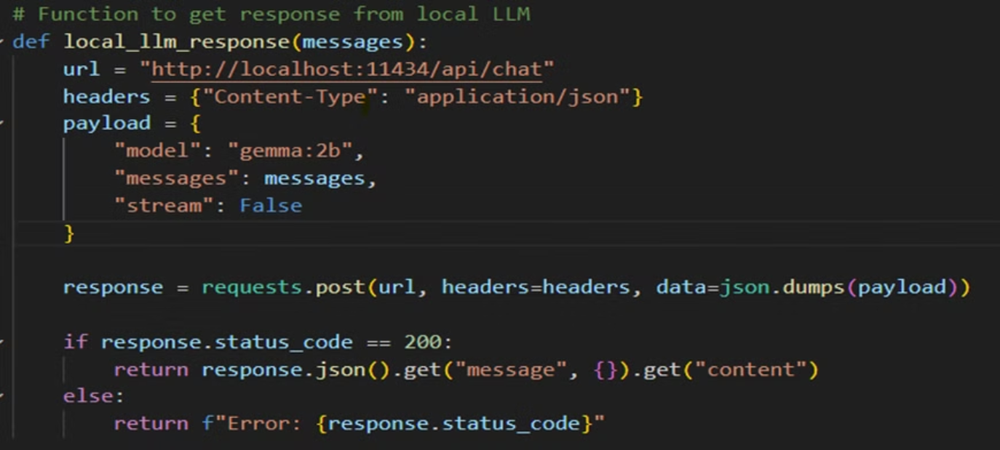 # Function to get response from local LLM
def local_llm_response(messages):
    url = "http://localhost:11434/api/chat"
    headers = {"Content-Type": "application/json"}
    payload = {
        "model": "gemma:2b",
        "messages": messages,
        "stream": False
    }
    response = requests.post(url, headers=headers, data=json.dumps(payload))
    if response.status_code == 200:
        return response.json().get("message", {}).get("content")
    else:
        return f"Error: {response.status_code}"